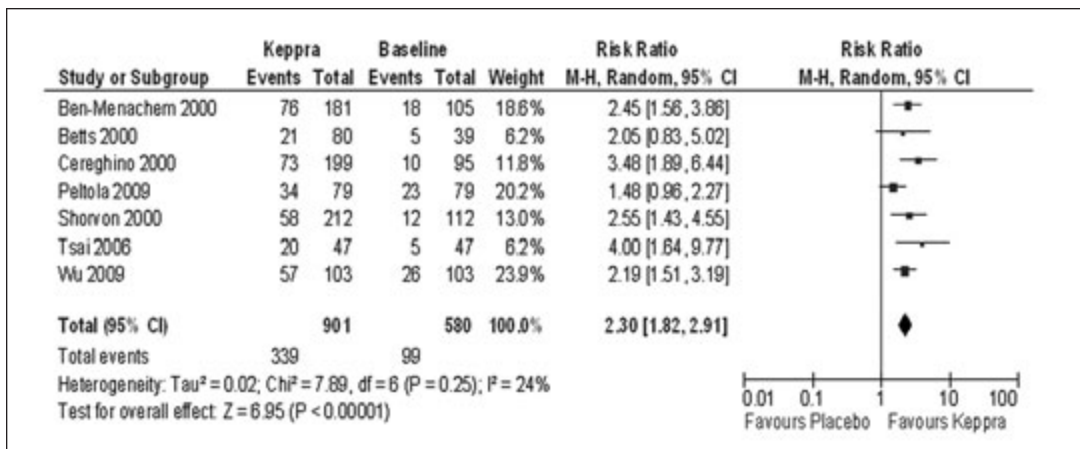 Keppra Baseline Risk Ratio Risk Ratio
Study or Subgroup Events Total Events Total Weight M-H, Random, 95% CI M-H, Random, 95% CI
Ben-Menachem 2000 76 181 18 105 18.6% 2.45 [1.56, 3.86]
Betts 2000 21 80 5 39 6.2% 2.05 [0.83, 5.02]
Cereghino 2000 73 199 10 95 11.8% 3.48 [1.89, 6.44]
Peltola 2009 34 79 23 79 20.2% 1.48 [0.96, 2.27]
Shorvon 2000 58 212 12 112 13.0% 2.55 [1.43, 4.55]
Tsai 2006 20 47 5 47 6.2% 4.00 [1.64, 9.77]
Wu 2009 57 103 26 103 23.9% 2.19 [1.51, 3.19]
Total (95% CI) 901 580 100.0% 2.30 [1.82, 2.91]
Total events 339 99
Heterogeneity: Tau² = 0.02; Chi² = 7.89, df = 6 (P = 0.25); I² = 24%
Test for overall effect: Z = 6.95 (P < 0.00001)
0.01 0.1 1 10 100
Favours Placebo Favours Keppra